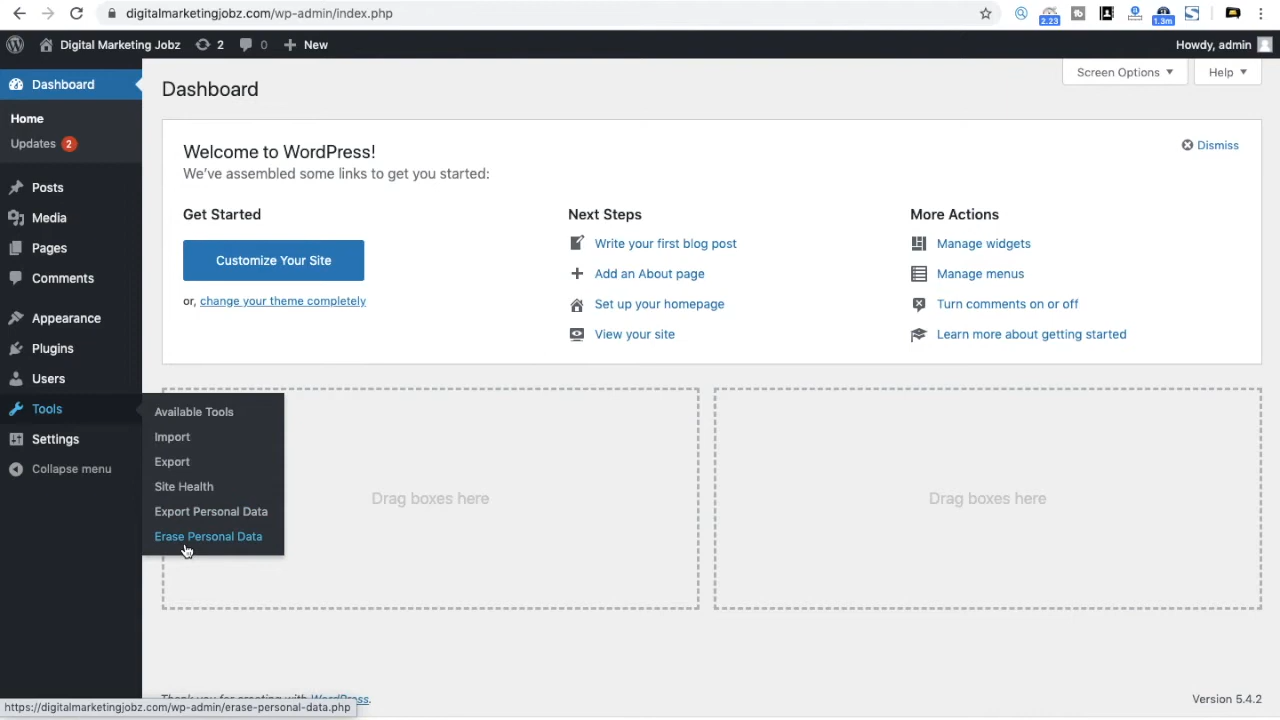 digitalmarketingjobz.com/wp-admin/index.php
2.23
1.3m
Digital Marketing Jobz
2
0
New
Howdy, admin
Dashboard
Home
Updates 2
Posts
Media
Pages
Comments
Appearance
Plugins
Users
Tools
Settings
Collapse menu
Available Tools
Import
Export
Site Health
Export Personal Data
Erase Personal Data
Dashboard
Screen Options
Help
Welcome to WordPress!
We've assembled some links to get you started:
Dismiss
Get Started
Customize Your Site
or, change your theme completely
Next Steps
Write your first blog post
Add an About page
Set up your homepage
View your site
More Actions
Manage widgets
Manage menus
Turn comments on or off
Learn more about getting started
Drag boxes here
Drag boxes here
Thank you for creating with WordPress.
Version 5.4.2
https://digitalmarketingjobz.com/wp-admin/erase-personal-data.php